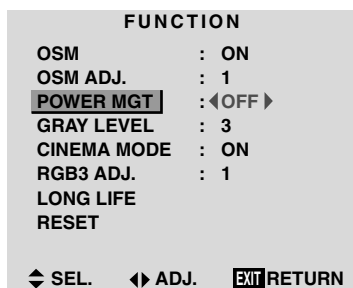 FUNCTION
OSM : ON
OSM ADJ. : 1
POWER MGT : OFF
GRAY LEVEL : 3
CINEMA MODE : ON
RGB3 ADJ. : 1
LONG LIFE
RESET
SEL. ADJ. EXIT RETURN